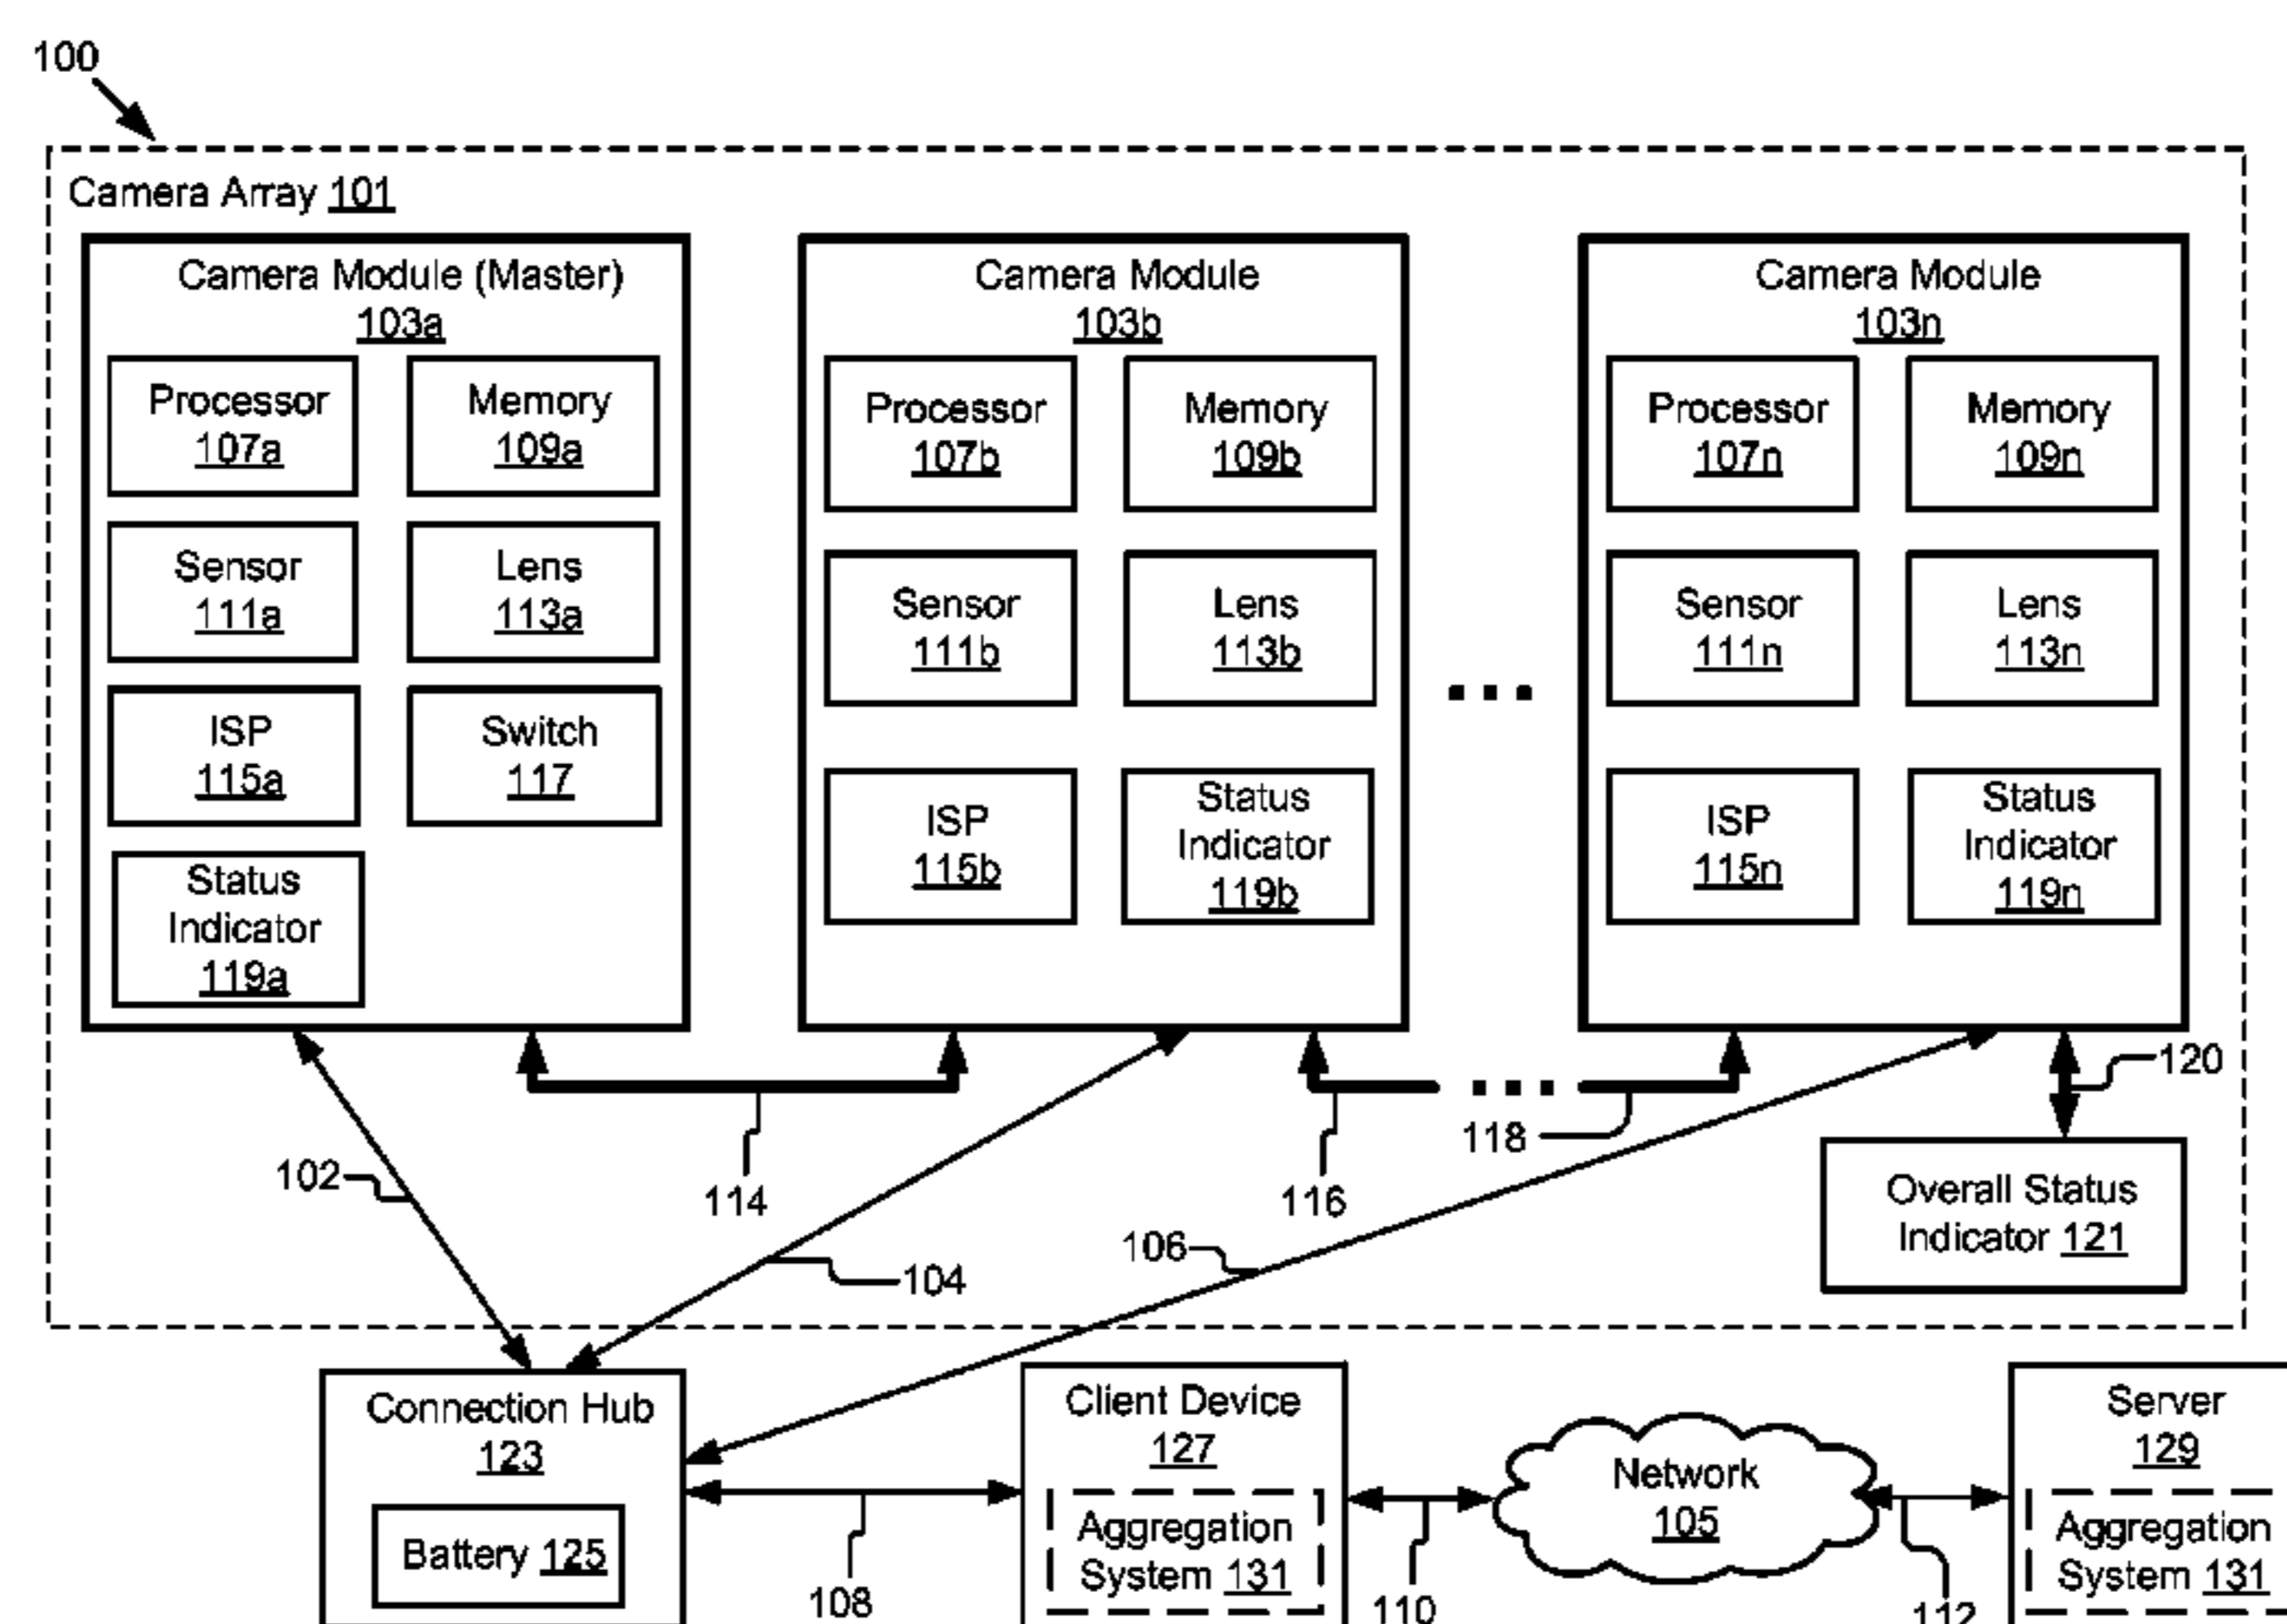 100
Camera Array 101
Camera Module (Master)
103a
Processor
107a
Memory
109a
Sensor
111a
Lens
113a
ISP
115a
Switch
117
Status
Indicator
119a
Camera Module
103b
Processor
107b
Memory
109b
Sensor
111b
Lens
113b
ISP
115b
Status
Indicator
119b
Camera Module
103n
Processor
107n
Memory
109n
Sensor
111n
Lens
113n
ISP
115n
Status
Indicator
119n
102
114
104
106
116
118
120
Overall Status
Indicator 121
Connection Hub
123
Battery 125
108
Client Device
127
Aggregation
System 131
110
Network
105
112
Server
129
Aggregation
System 131